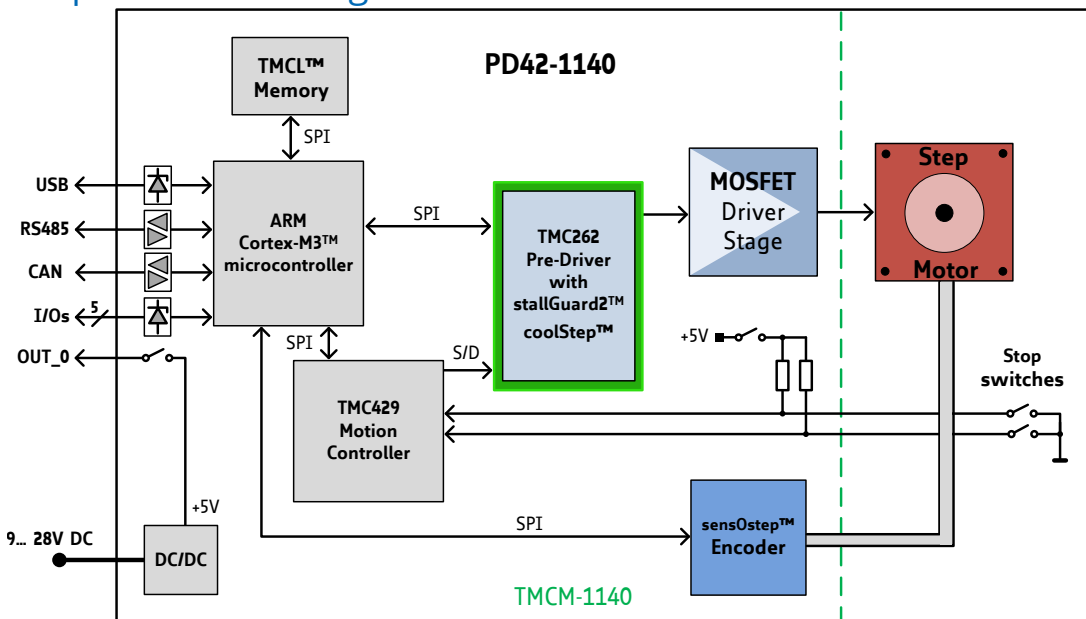 PD42-1140
TMCL™
Memory
SPI
USB
RS485
CAN
I/Os
5
OUT_0
ARM
Cortex-M3™
microcontroller
SPI
SPI
S/D
TMC262
Pre-Driver
with
stallGuard2™
coolStep™
MOSFET
Driver
Stage
Step
Motor
+5V
Stop
switches
TMC429
Motion
Controller
+5V
9... 28V DC
DC/DC
SPI
sensOstep™
Encoder
TMCM-1140